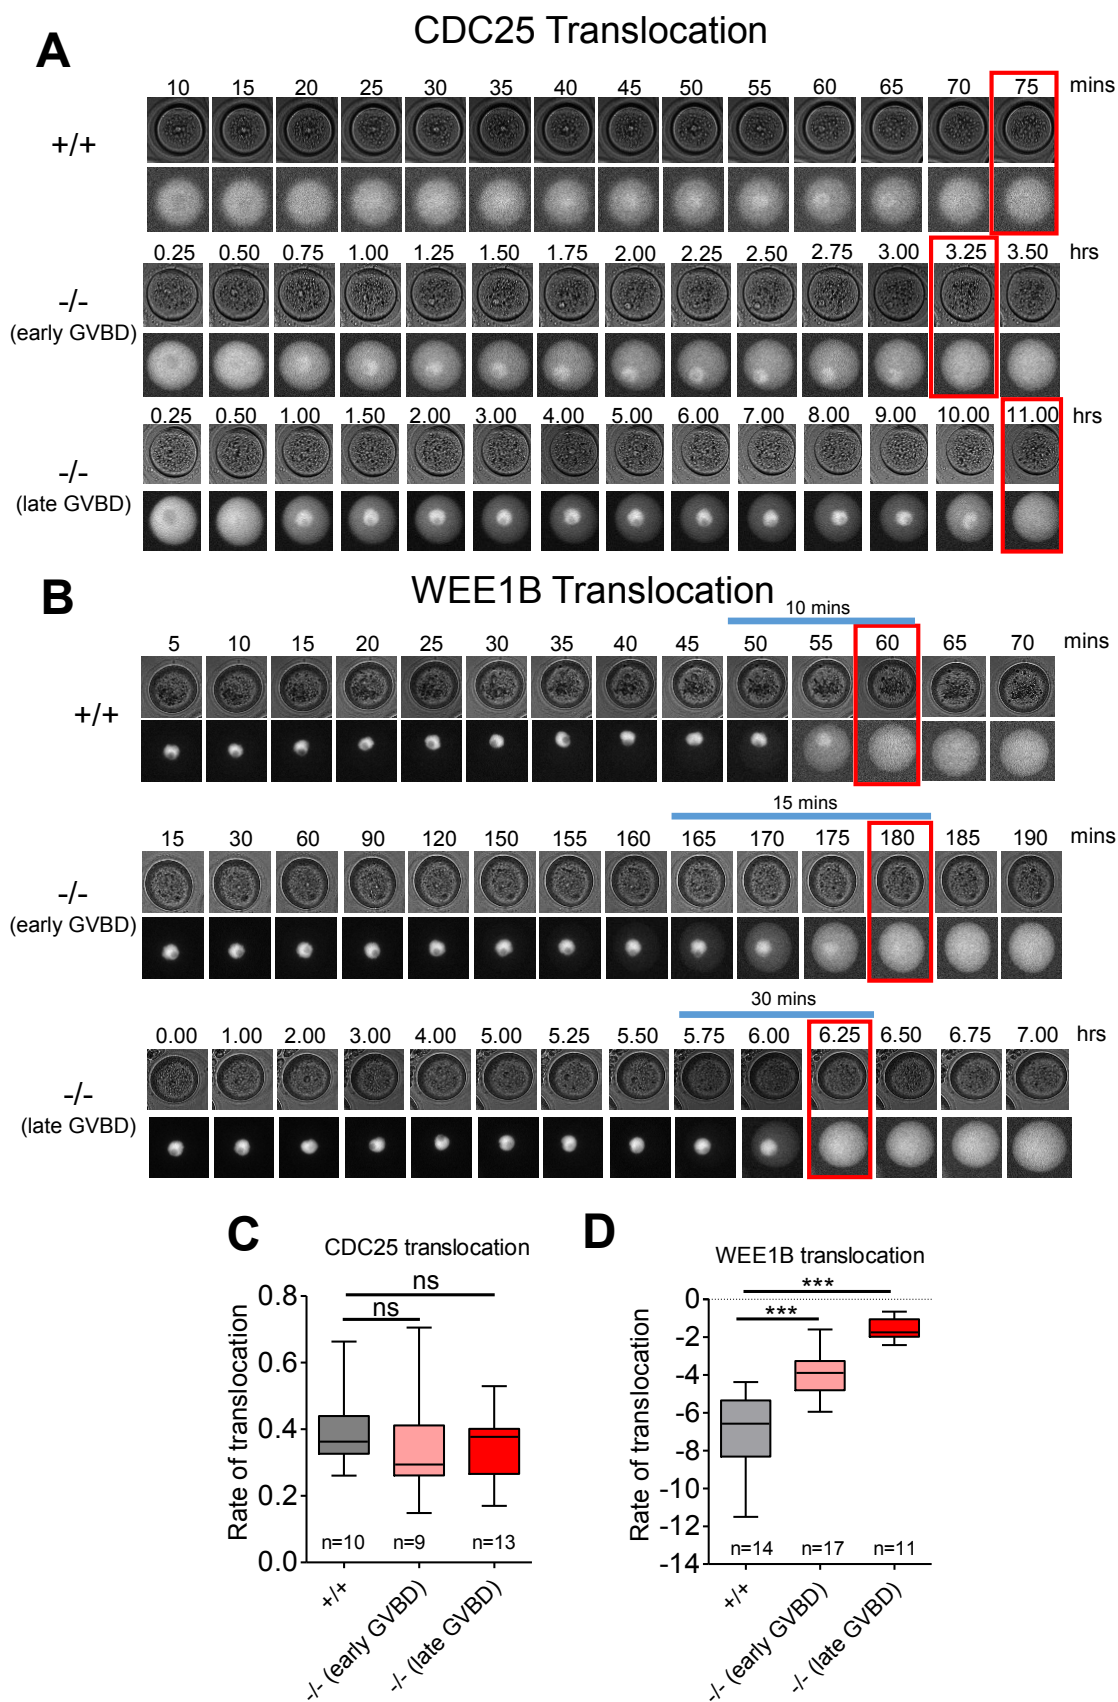 CDC25 Translocation
A
10 15 20 25 30 35 40 45 50 55 60 65 70 75 mins
+/+
0.25 0.50 0.75 1.00 1.25 1.50 1.75 2.00 2.25 2.50 2.75 3.00 3.25 3.50 hrs
-/-
(early GVBD)
0.25 0.50 1.00 1.50 2.00 3.00 4.00 5.00 6.00 7.00 8.00 9.00 10.00 11.00 hrs
-/-
(late GVBD)
B
WEE1B Translocation
10 mins
5 10 15 20 25 30 35 40 45 50 55 60 65 70 mins
+/+
15 mins
15 30 60 90 120 150 155 160 165 170 175 180 185 190 mins
-/-
(early GVBD)
30 mins
0.00 1.00 2.00 3.00 4.00 5.00 5.25 5.50 5.75 6.00 6.25 6.50 6.75 7.00 hrs
-/-
(late GVBD)
C
CDC25 translocation
ns
ns
0.8
0.6
0.4
0.2
0.0
Rate of translocation
n=10 n=9 n=13
+/+
-/- (early GVBD)
-/- (late GVBD)
D
WEE1B translocation
***
***
0
-2
-4
-6
-8
-10
-12
-14
Rate of translocation
n=14 n=17 n=11
+/+
-/- (early GVBD)
-/- (late GVBD)